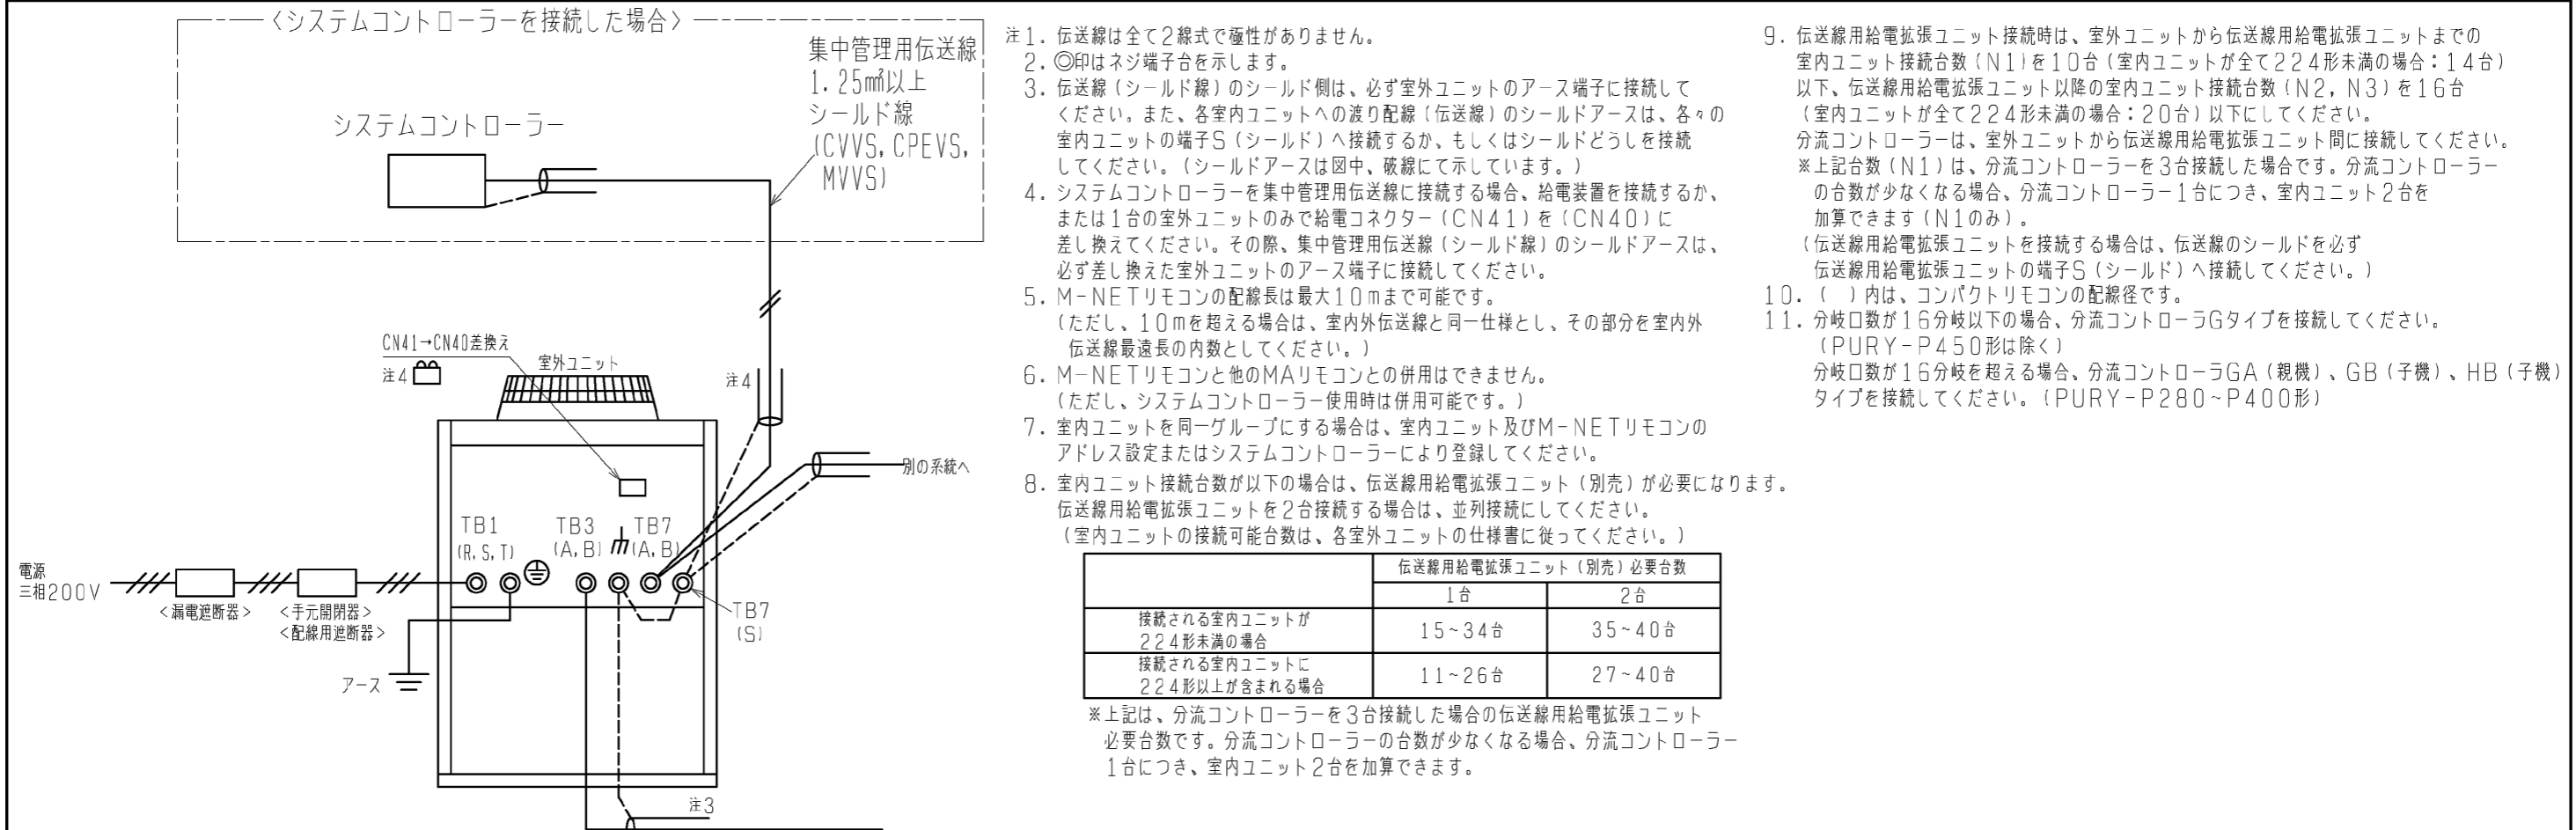 〈システムコントローラーを接続した場合〉
集中管理用伝送線
1.25㎟以上
シールド線
(CVVS,CPEVS,
MVVS)
システムコントローラー
CN41→CN40差換え
注4
室外ユニット
注4
別の系統へ
TB1
(R,S,T)
TB3
(A,B)
TB7
(A,B)
電源
三相200V
<漏電遮断器>
<手元開閉器>
<配線用遮断器>
TB7
(S)
アース
注3
注1.伝送線は全て2線式で極性がありません。
2.◎印はネジ端子台を示します。
3.伝送線(シールド線)のシールド側は、必ず室外ユニットのアース端子に接続して
ください。また、各室内ユニットへの渡り配線(伝送線)のシールドアースは、各々の
室内ユニットの端子S(シールド)へ接続するか、もしくはシールドどうしを接続
してください。(シールドアースは図中、破線にて示しています。)
4.システムコントローラーを集中管理用伝送線に接続する場合、給電装置を接続するか、
または1台の室外ユニットのみで給電コネクター(CN41)を(CN40)に
差し換えてください。その際、集中管理用伝送線(シールド線)のシールドアースは、
必ず差し換えた室外ユニットのアース端子に接続してください。
5.M-NETリモコンの配線長は最大10mまで可能です。
(ただし、10mを超える場合は、室内外伝送線と同一仕様とし、その部分を室内外
伝送線最遠長の内数としてください。)
6.M-NETリモコンと他のMAリモコンとの併用はできません。
(ただし、システムコントローラー使用時は併用可能です。)
7.室内ユニットを同一グループにする場合は、室内ユニット及びM-NETリモコンの
アドレス設定またはシステムコントローラーにより登録してください。
8.室内ユニット接続台数が以下の場合は、伝送線用給電拡張ユニット(別売)が必要になります。
伝送線用給電拡張ユニットを2台接続する場合は、並列接続にしてください。
(室内ユニットの接続可能台数は、各室外ユニットの仕様書に従ってください。)
伝送線用給電拡張ユニット(別売)必要台数
1台 2台
接続される室内ユニットが
224形未満の場合
15~34台 35~40台
接続される室内ユニットに
224形以上が含まれる場合
11~26台 27~40台
※上記は、分流コントローラーを3台接続した場合の伝送線用給電拡張ユニット
必要台数です。分流コントローラーの台数が少なくなる場合、分流コントローラー
1台につき、室内ユニット2台を加算できます。
9.伝送線用給電拡張ユニット接続時は、室外ユニットから伝送線用給電拡張ユニットまでの
室内ユニット接続台数(N1)を10台(室内ユニットが全て224形未満の場合:14台)
以下、伝送線用給電拡張ユニット以降の室内ユニット接続台数(N2,N3)を16台
(室内ユニットが全て224形未満の場合:20台)以下にしてください。
分流コントローラーは、室外ユニットから伝送線用給電拡張ユニット間に接続してください。
※上記台数(N1)は、分流コントローラーを3台接続した場合です。分流コントローラー
の台数が少なくなる場合、分流コントローラー1台につき、室内ユニット2台を
加算できます(N1のみ)。
(伝送線用給電拡張ユニットを接続する場合は、伝送線のシールドを必ず
伝送線用給電拡張ユニットの端子S(シールド)へ接続してください。)
10.( )内は、コンパクトリモコンの配線径です。
11.分岐口数が16分岐以下の場合、分流コントローラGタイプを接続してください。
(PURY-P450形は除く)
分岐口数が16分岐を超える場合、分流コントローラGA(親機)、GB(子機)、HB(子機)
タイプを接続してください。(PURY-P280~P400形)